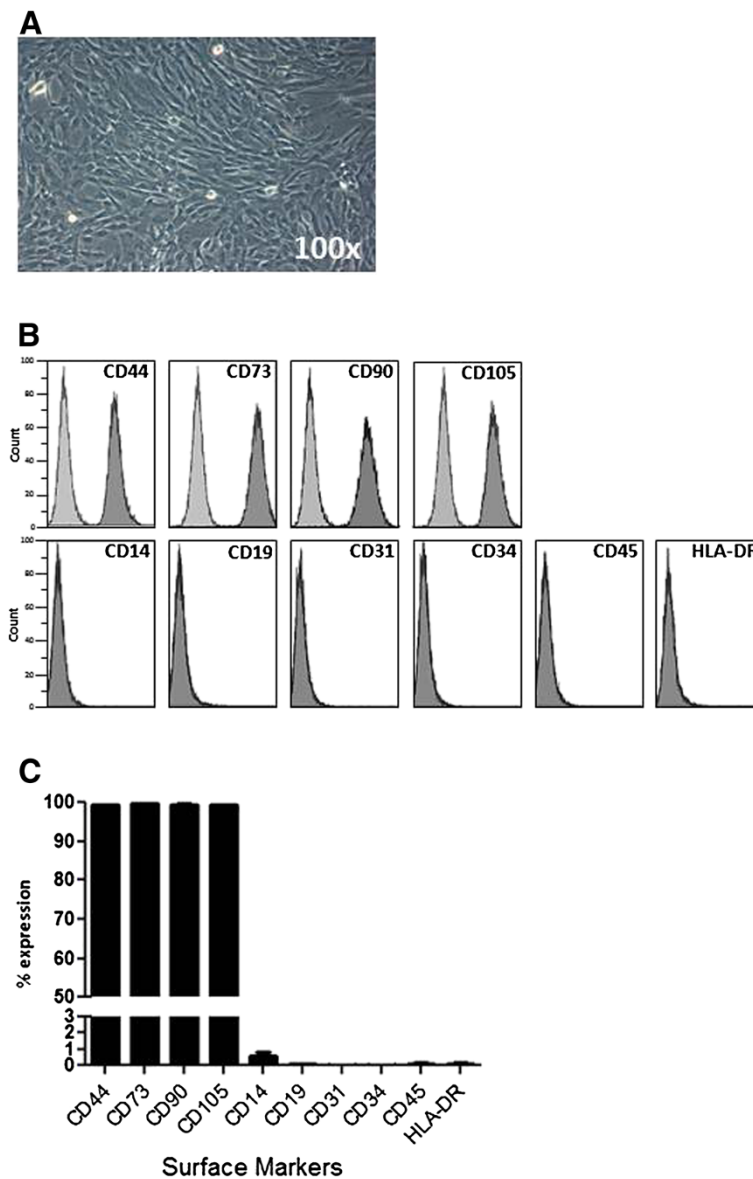 A
100x
B
CD44 CD73 CD90 CD105
100
80
60
40
20
0
Count
CD14 CD19 CD31 CD34 CD45 HLA-DR
100
80
60
40
20
0
Count
C
100
90
80
70
60
50
3
2
1
0
% expression
CD44 CD73 CD90 CD105 CD14 CD19 CD31 CD34 CD45 HLA-DR
Surface Markers